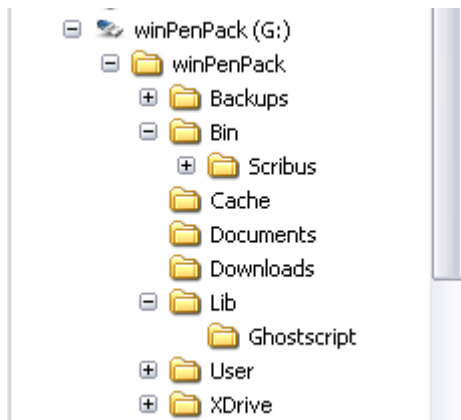 winPenPack (G:)
winPenPack
Backups
Bin
Scribus
Cache
Documents
Downloads
Lib
Ghostscript
User
XDrive